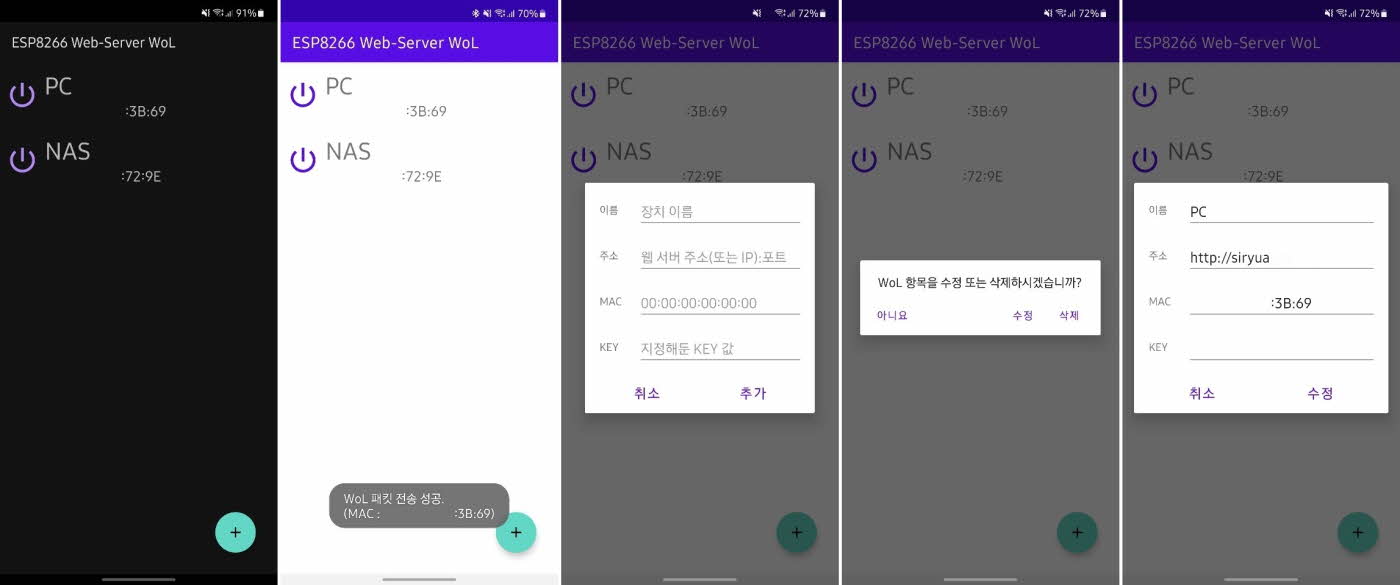 91%
ESP8266 Web-Server WoL
PC
:3B:69
NAS
:72:9E
+
70%
ESP8266 Web-Server WoL
PC
:3B:69
NAS
:72:9E
WoL 패킷 전송 성공.
(MAC : :3B:69)
+
72%
ESP8266 Web-Server WoL
PC
:3B:69
NAS
:72:9E
이름 장치 이름
주소 웹 서버 주소(또는 IP):포트
MAC 00:00:00:00:00:00
KEY 지정해둔 KEY 값
취소 추가
+
72%
ESP8266 Web-Server WoL
PC
:3B:69
NAS
:72:9E
WoL 항목을 수정 또는 삭제하시겠습니까?
아니요 수정 삭제
+
72%
ESP8266 Web-Server WoL
PC
:3B:69
NAS
:72:9E
이름 PC
주소 http://siryua
MAC :3B:69
KEY
취소 수정
+